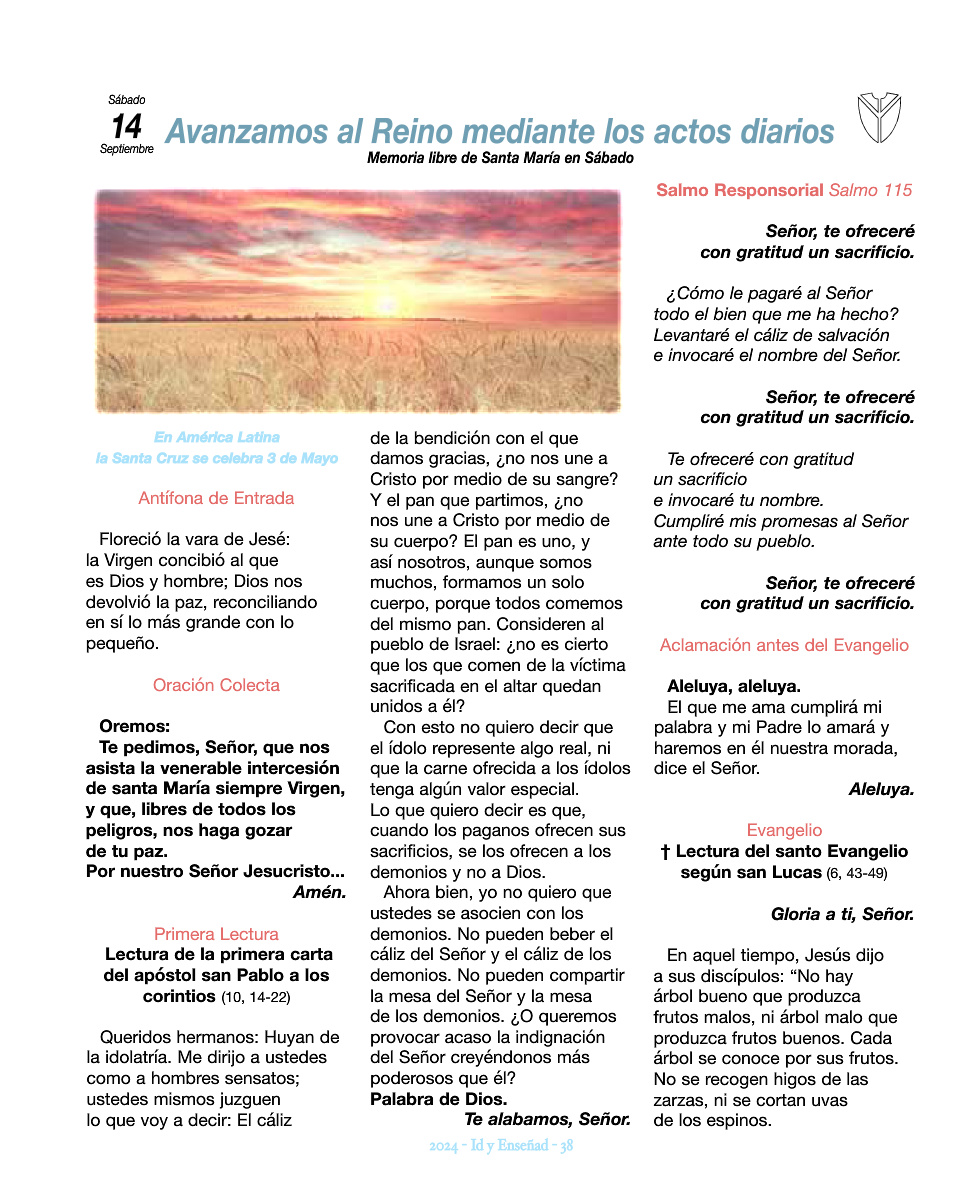 Sábado
14
Septiembre
Avanzamos al Reino mediante los actos diarios
Memoria libre de Santa María en Sábado
En América Latina
la Santa Cruz se celebra 3 de Mayo
Antífona de Entrada
Floreció la vara de Jesé:
la Virgen concibió al que
es Dios y hombre; Dios nos
devolvió la paz, reconciliando
en sí lo más grande con lo
pequeño.
Oración Colecta
Oremos:
Te pedimos, Señor, que nos
asista la venerable intercesión
de santa María siempre Virgen,
y que, libres de todos los
peligros, nos haga gozar
de tu paz.
Por nuestro Señor Jesucristo...
Amén.
Primera Lectura
Lectura de la primera carta
del apóstol san Pablo a los
corintios (10, 14-22)
Queridos hermanos: Huyan de
la idolatría. Me dirijo a ustedes
como a hombres sensatos;
ustedes mismos juzguen
lo que voy a decir: El cáliz
de la bendición con el que
damos gracias, ¿no nos une a
Cristo por medio de su sangre?
Y el pan que partimos, ¿no
nos une a Cristo por medio de
su cuerpo? El pan es uno, y
así nosotros, aunque somos
muchos, formamos un solo
cuerpo, porque todos comemos
del mismo pan. Consideren al
pueblo de Israel: ¿no es cierto
que los que comen de la víctima
sacrificada en el altar quedan
unidos a él?
Con esto no quiero decir que
el ídolo represente algo real, ni
que la carne ofrecida a los ídolos
tenga algún valor especial.
Lo que quiero decir es que,
cuando los paganos ofrecen sus
sacrificios, se los ofrecen a los
demonios y no a Dios.
Ahora bien, yo no quiero que
ustedes se asocien con los
demonios. No pueden beber el
cáliz del Señor y el cáliz de los
demonios. No pueden compartir
la mesa del Señor y la mesa
de los demonios. ¿O queremos
provocar acaso la indignación
del Señor creyéndonos más
poderosos que él?
Palabra de Dios.
Te alabamos, Señor.
Salmo Responsorial Salmo 115
Señor, te ofreceré
con gratitud un sacrificio.
¿Cómo le pagaré al Señor
todo el bien que me ha hecho?
Levantaré el cáliz de salvación
e invocaré el nombre del Señor.
Señor, te ofreceré
con gratitud un sacrificio.
Te ofreceré con gratitud
un sacrificio
e invocaré tu nombre.
Cumpliré mis promesas al Señor
ante todo su pueblo.
Señor, te ofreceré
con gratitud un sacrificio.
Aclamación antes del Evangelio
Aleluya, aleluya.
El que me ama cumplirá mi
palabra y mi Padre lo amará y
haremos en él nuestra morada,
dice el Señor.
Aleluya.
Evangelio
† Lectura del santo Evangelio
según san Lucas (6, 43-49)
Gloria a ti, Señor.
En aquel tiempo, Jesús dijo
a sus discípulos: “No hay
árbol bueno que produzca
frutos malos, ni árbol malo que
produzca frutos buenos. Cada
árbol se conoce por sus frutos.
No se recogen higos de las
zarzas, ni se cortan uvas
de los espinos.
2024 - Id y Enseñad - 38